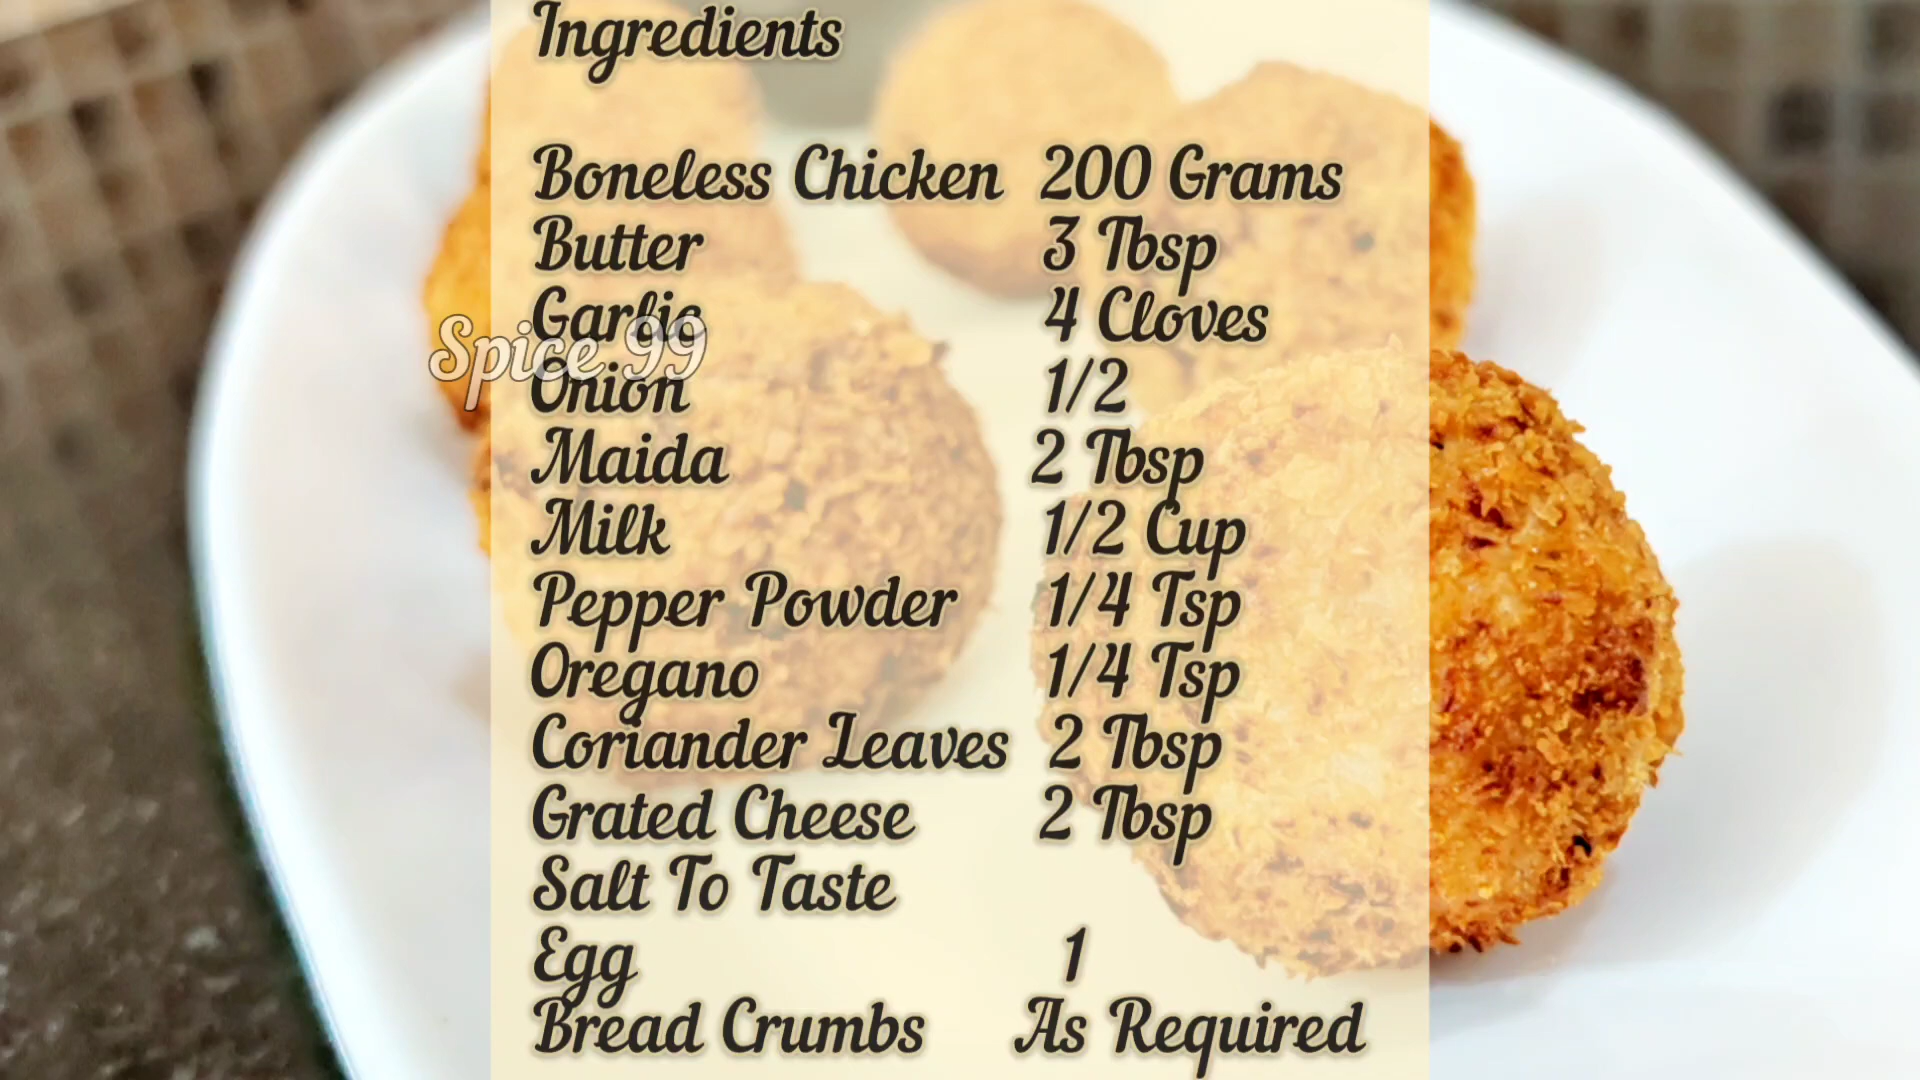 Ingredients
Boneless Chicken 200 Grams
Butter 3 Tbsp
Garlic 4 Cloves
Spice 99
Onion 1/2
Maida 2 Tbsp
Milk 1/2 Cup
Pepper Powder 1/4 Tsp
Oregano 1/4 Tsp
Coriander Leaves 2 Tbsp
Grated Cheese 2 Tbsp
Salt To Taste
Egg 1
Bread Crumbs As Required